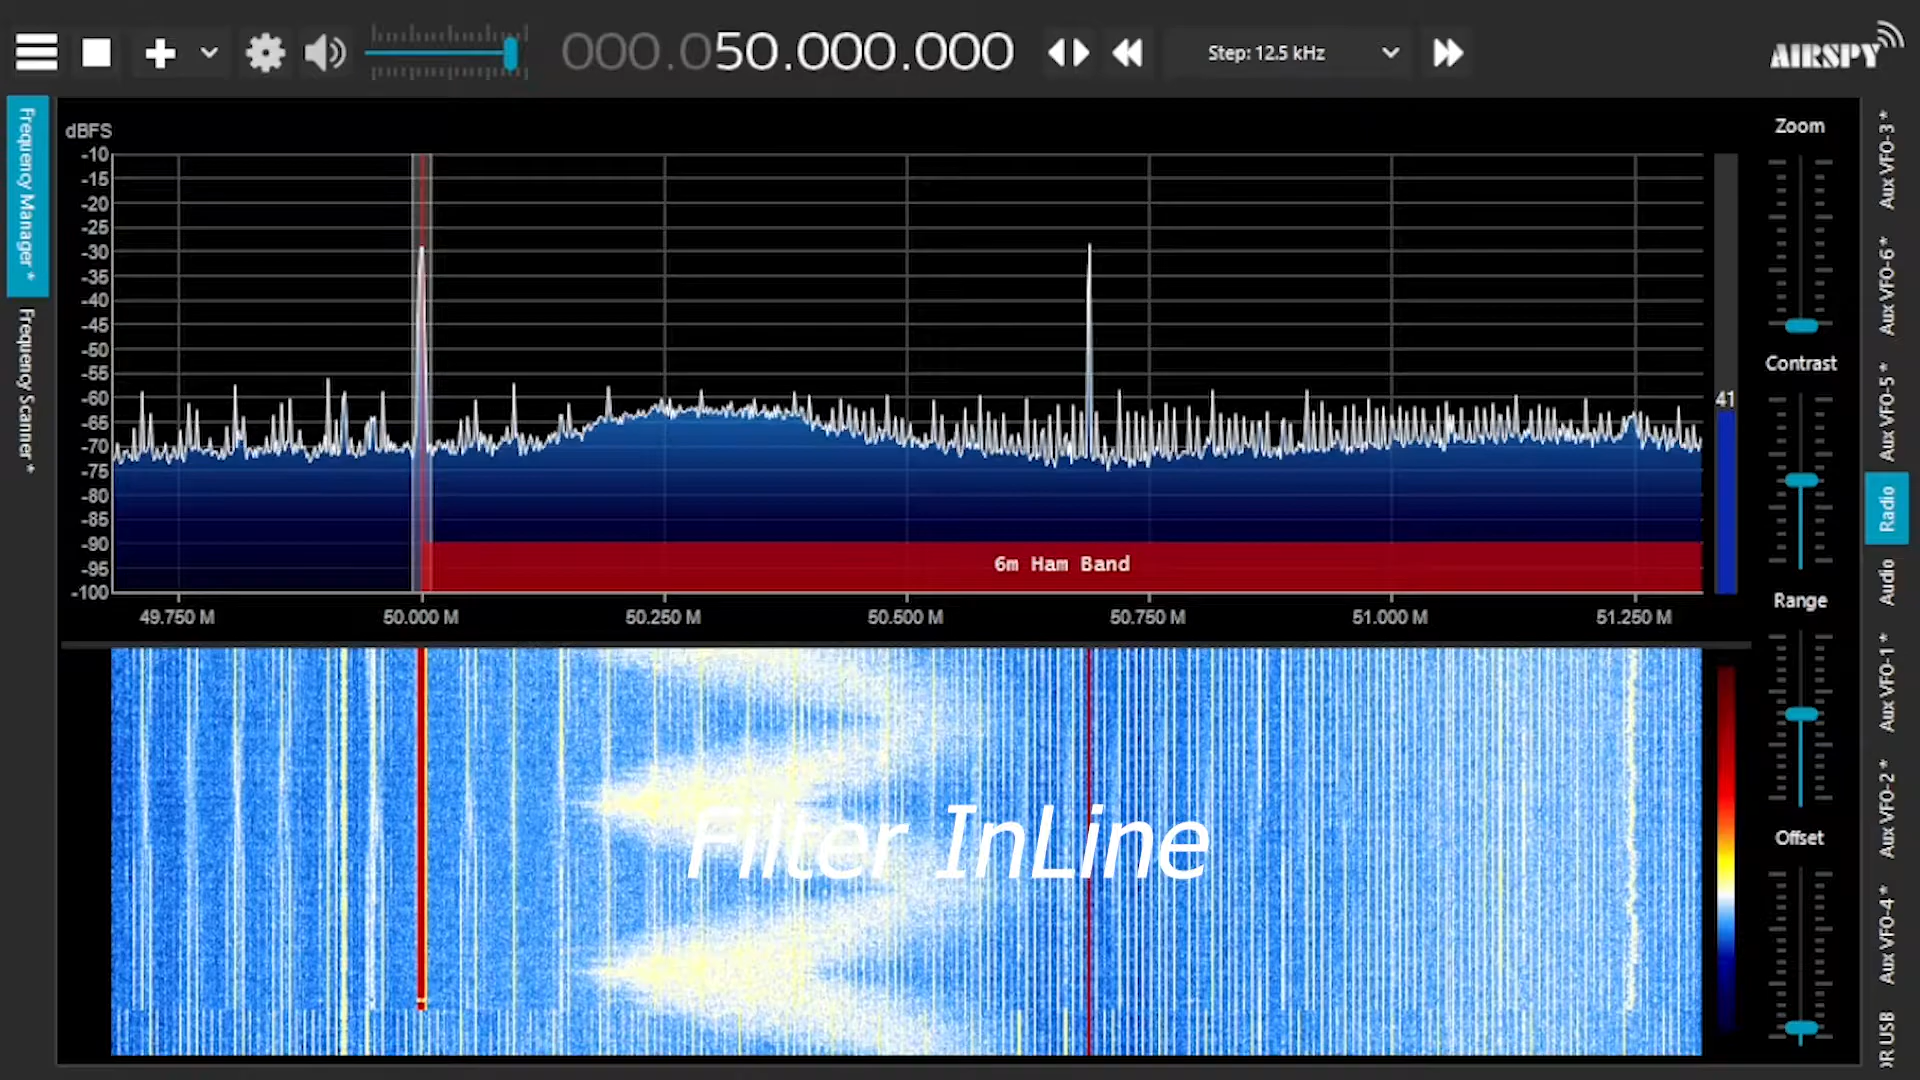 000.050.000.000
Step: 12.5 kHz
AIRSPY
Frequency Manager *
Frequency Scanner *
dBFS
-10
-15
-20
-25
-30
-35
-40
-45
-50
-55
-60
-65
-70
-75
-80
-85
-90
-95
-100
6m Ham Band
49.750 M
50.000 M
50.250 M
50.500 M
50.750 M
51.000 M
51.250 M
41
Filter InLine
Zoom
Contrast
Range
Offset
Aux VFO-3 *
Aux VFO-6 *
Aux VFO-5 *
Radio
Audio
Aux VFO-1 *
Aux VFO-2 *
Aux VFO-4 *
USB